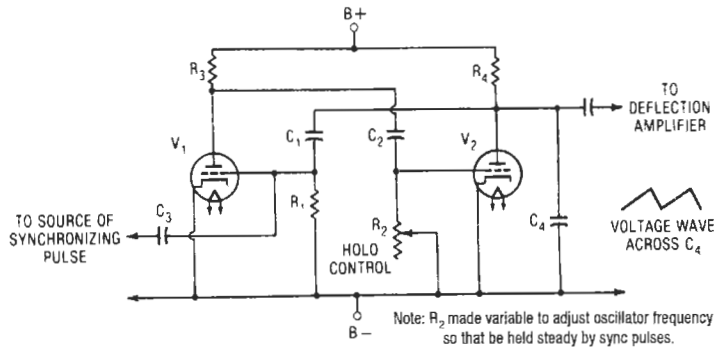 B+
R3
R4
TO
DEFLECTION
AMPLIFIER
C1
C2
V1
V2
C3
R1
R2
C4
TO SOURCE OF
SYNCHRONIZING
PULSE
HOLO
CONTROL
VOLTAGE WAVE
ACROSS C4
B−
Note: R2 made variable to adjust oscillator frequency
so that be held steady by sync pulses.